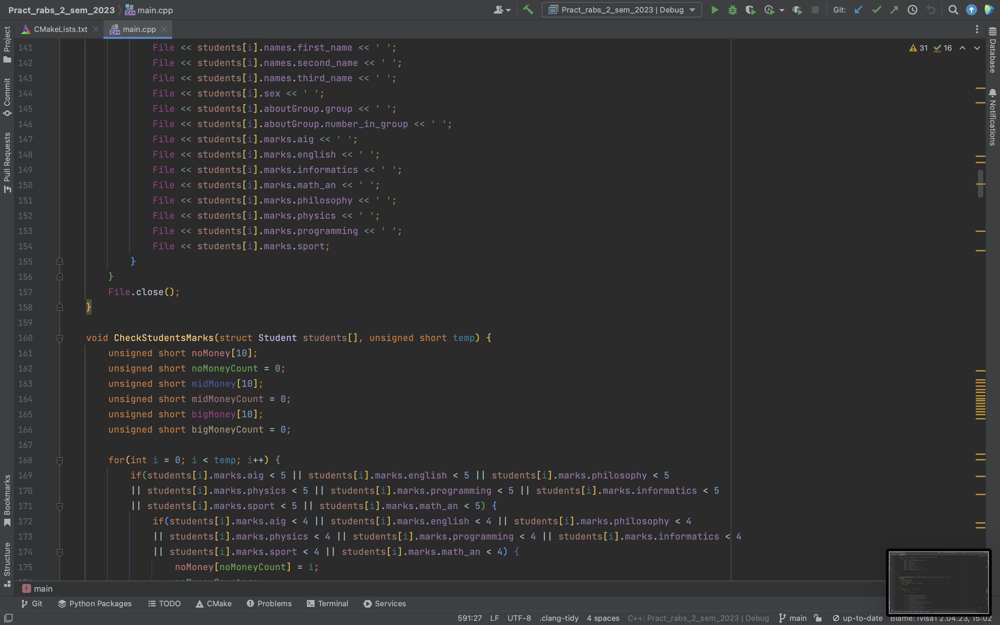 Pract_rabs_2_sem_2023 main.cpp Pract_rabs_2_sem_2023 | Debug Git:
CMakeLists.txt main.cpp
31 16
141 File << students[i].names.first_name << ' ';
142 File << students[i].names.second_name << ' ';
143 File << students[i].names.third_name << ' ';
144 File << students[i].sex << ' ';
145 File << students[i].aboutGroup.group << ' ';
146 File << students[i].aboutGroup.number_in_group << ' ';
147 File << students[i].marks.aig << ' ';
148 File << students[i].marks.english << ' ';
149 File << students[i].marks.informatics << ' ';
150 File << students[i].marks.math_an << ' ';
151 File << students[i].marks.philosophy << ' ';
152 File << students[i].marks.physics << ' ';
153 File << students[i].marks.programming << ' ';
154 File << students[i].marks.sport;
155 }
156 }
157 File.close();
158 }
159
160 void CheckStudentsMarks(struct Student students[], unsigned short temp) {
161 unsigned short noMoney[10];
162 unsigned short noMoneyCount = 0;
163 unsigned short midMoney[10];
164 unsigned short midMoneyCount = 0;
165 unsigned short bigMoney[10];
166 unsigned short bigMoneyCount = 0;
167
168 for(int i = 0; i < temp; i++) {
169 if(students[i].marks.aig < 5 || students[i].marks.english < 5 || students[i].marks.philosophy < 5
170 || students[i].marks.physics < 5 || students[i].marks.programming < 5 || students[i].marks.informatics < 5
171 || students[i].marks.sport < 5 || students[i].marks.math_an < 5) {
172 if(students[i].marks.aig < 4 || students[i].marks.english < 4 || students[i].marks.philosophy < 4
173 || students[i].marks.physics < 4 || students[i].marks.programming < 4 || students[i].marks.informatics < 4
174 || students[i].marks.sport < 4 || students[i].marks.math_an < 4) {
175 noMoney[noMoneyCount] = i;
Project
Commit
Pull Requests
Bookmarks
Structure
Database
Notifications
f main
Git Python Packages TODO CMake Problems Terminal Services
591:27 LF UTF-8 .clang-tidy 4 spaces C++: Pract_rabs_2_sem_2023 | Debug main up-to-date Blame: 2.04.23, 15:02